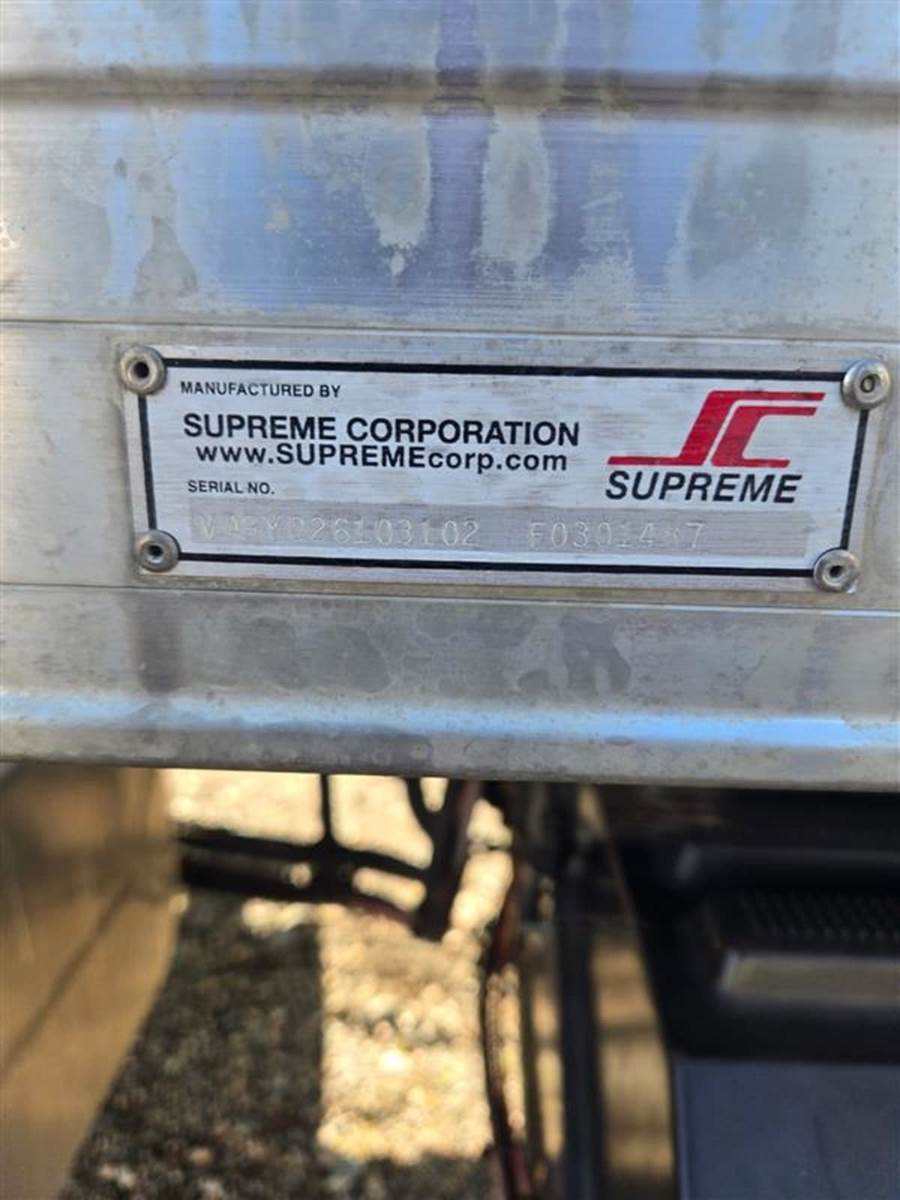 MANUFACTURED BY
SUPREME CORPORATION
www.SUPREMEcorp.com
SUPREME
SERIAL NO.